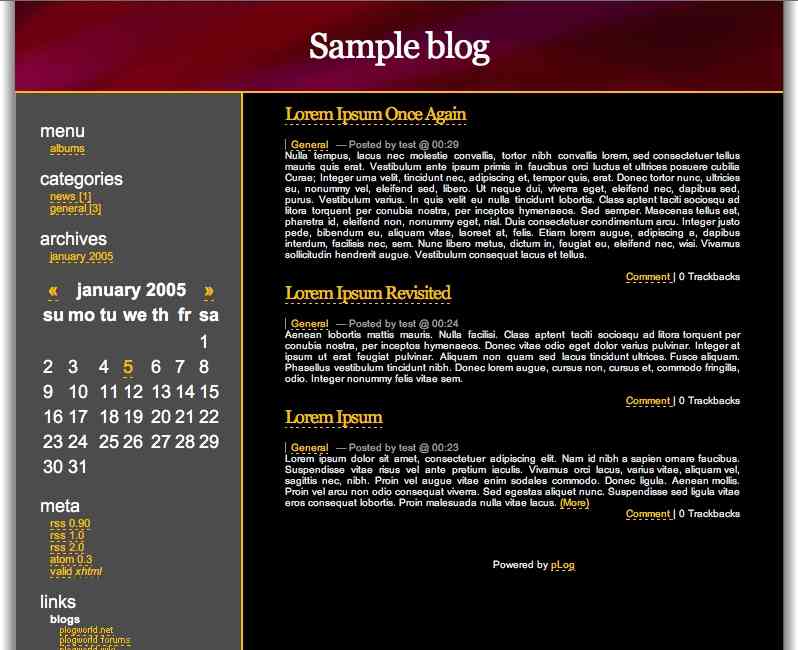 Sample blog
menu
albums
categories
news [1]
general [3]
archives
january 2005
« january 2005 »
su mo tu we th fr sa
1
2 3 4 5 6 7 8
9 10 11 12 13 14 15
16 17 18 19 20 21 22
23 24 25 26 27 28 29
30 31
meta
rss 0.90
rss 1.0
rss 2.0
atom 0.3
valid xhtml
links
blogs
plogworld.net
plogworld forums
plogworld wiki
Lorem Ipsum Once Again
| General — Posted by test @ 00:29
Nulla tempus, lacus nec molestie convallis, tortor nibh convallis lorem, sed consectetuer tellus
mauris quis erat. Vestibulum ante ipsum primis in faucibus orci luctus et ultrices posuere cubilia
Curae; Integer urna velit, tincidunt nec, adipiscing et, tempor quis, erat. Donec tortor nunc, ultricies
eu, nonummy vel, eleifend sed, libero. Ut neque dui, viverra eget, eleifend nec, dapibus sed,
purus. Vestibulum varius. In quis velit eu nulla tincidunt lobortis. Class aptent taciti sociosqu ad
litora torquent per conubia nostra, per inceptos hymenaeos. Sed semper. Maecenas tellus est,
pharetra id, eleifend non, nonummy eget, nisl. Duis consectetuer condimentum arcu. Integer justo
pede, bibendum eu, aliquam vitae, laoreet at, felis. Etiam lorem augue, adipiscing a, dapibus
interdum, facilisis nec, sem. Nunc libero metus, dictum in, feugiat eu, eleifend nec, wisi. Vivamus
sollicitudin hendrerit augue. Vestibulum consequat lacus et tellus.
Comment | 0 Trackbacks
Lorem Ipsum Revisited
| General — Posted by test @ 00:24
Aenean lobortis mattis mauris. Nulla facilisi. Class aptent taciti sociosqu ad litora torquent per
conubia nostra, per inceptos hymenaeos. Donec vitae odio eget dolor varius pulvinar. Integer at
ipsum ut erat feugiat pulvinar. Aliquam non quam sed lacus tincidunt ultrices. Fusce aliquam.
Phasellus vestibulum tincidunt nibh. Donec lorem augue, cursus non, cursus et, commodo fringilla,
odio. Integer nonummy felis vitae sem.
Comment | 0 Trackbacks
Lorem Ipsum
| General — Posted by test @ 00:23
Lorem ipsum dolor sit amet, consectetuer adipiscing elit. Nam id nibh a sapien ornare faucibus.
Suspendisse vitae risus vel ante pretium iaculis. Vivamus orci lacus, varius vitae, aliquam vel,
sagittis nec, nibh. Proin vel augue vitae enim sodales commodo. Donec ligula. Aenean mollis.
Proin vel arcu non odio consequat viverra. Sed egestas aliquet nunc. Suspendisse sed ligula vitae
eros consequat lobortis. Proin malesuada nulla vitae lacus. (More)
Comment | 0 Trackbacks
Powered by pLog